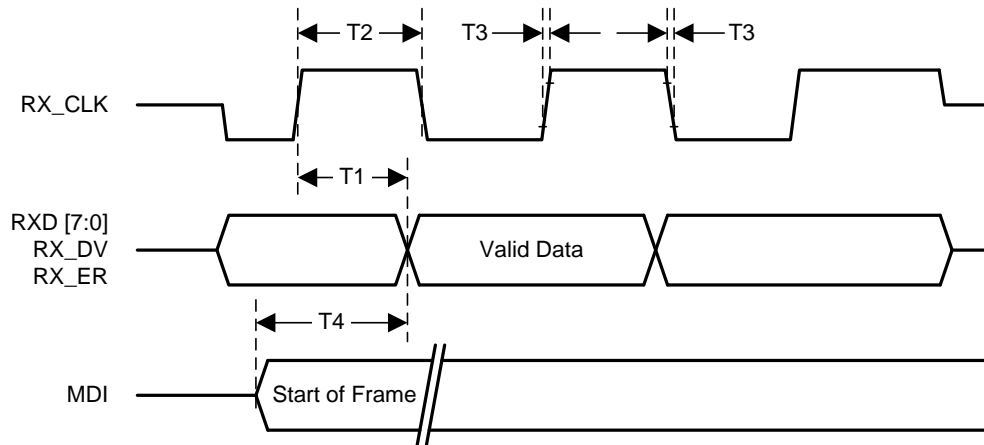 T2
T3
T3
RX_CLK
T1
RXD [7:0]
RX_DV
RX_ER
Valid Data
T4
MDI
Start of Frame